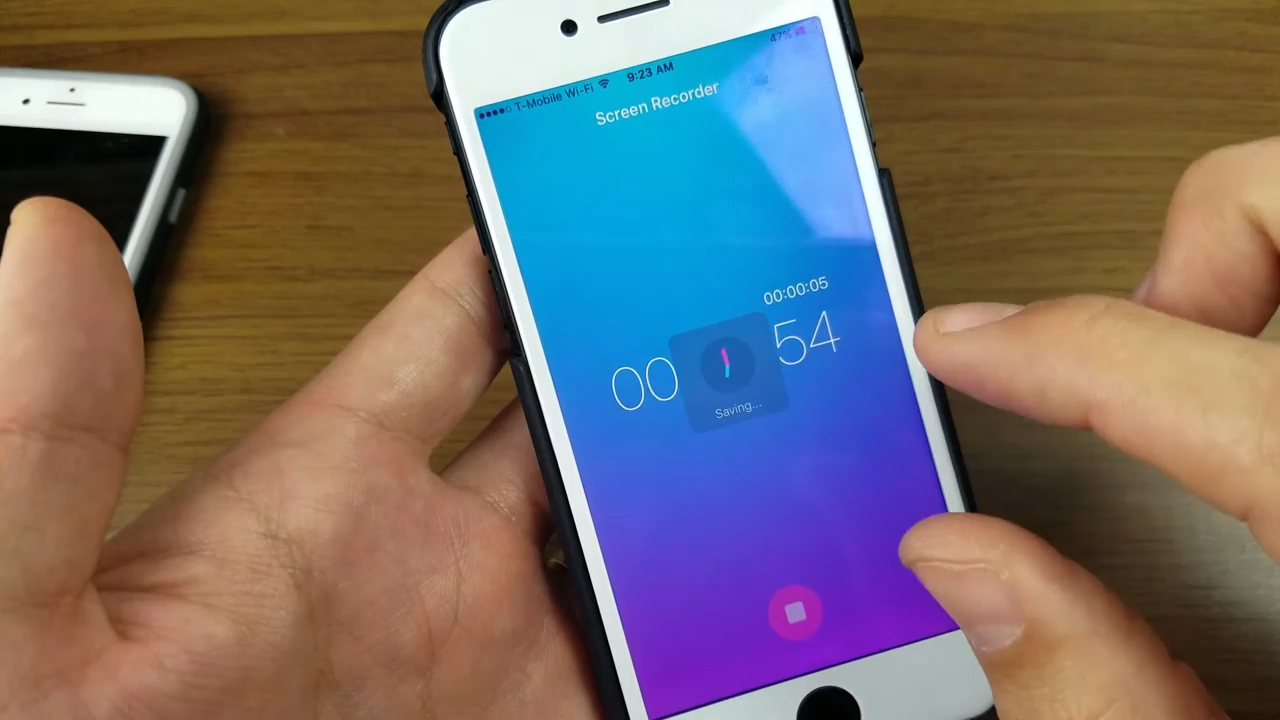 T-Mobile Wi-Fi 9:23 AM 47%
Screen Recorder
00:00:05
00 54
Saving...